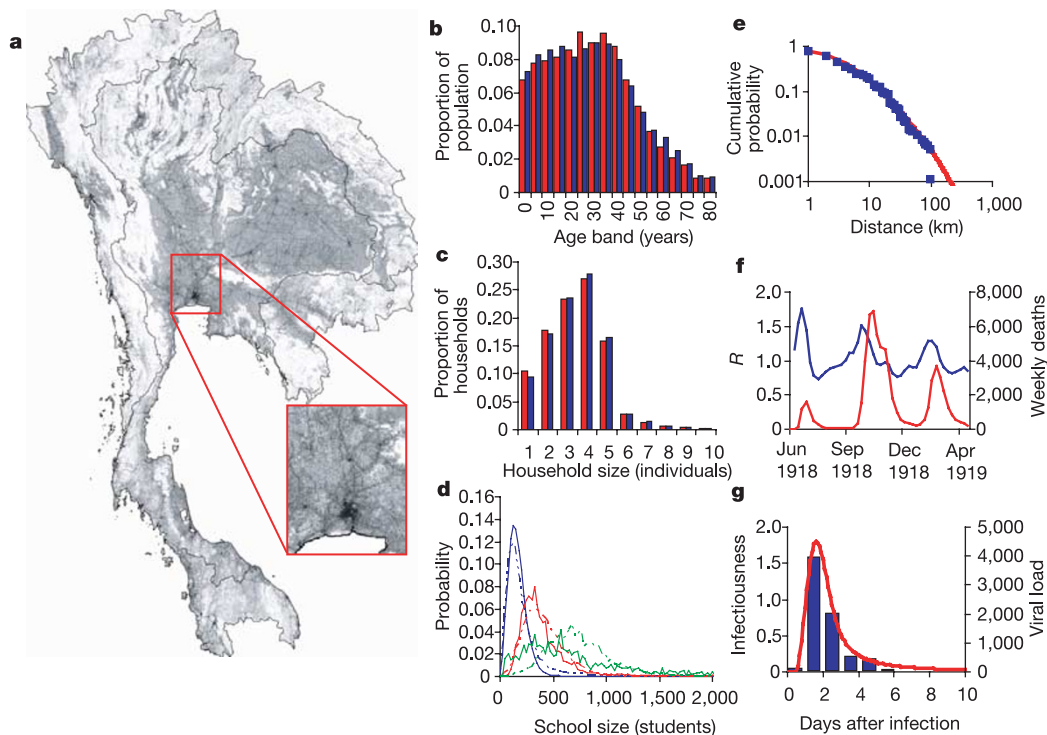 a
b
0.10
0.08
0.06
0.04
0.02
0
Proportion of
population
0 10 20 30 40 50 60 70 80
Age band (years)
c
0.30
0.25
0.20
0.15
0.10
0.05
0
Proportion of
households
1 2 3 4 5 6 7 8 9 10
Household size (individuals)
d
0.16
0.14
0.12
0.10
0.08
0.06
0.04
0.02
0
Probability
0 500 1,000 1,500 2,000
School size (students)
e
1
0.1
0.01
0.001
Cumulative
probability
1 10 100 1,000
Distance (km)
f
2.0
1.5
1.0
0.5
0
R
8,000
6,000
4,000
2,000
0
Weekly deaths
Jun Sep Dec Apr
1918 1918 1918 1919
g
2.0
1.5
1.0
0.5
0
Infectiousness
5,000
4,000
3,000
2,000
1,000
0
Viral load
0 2 4 6 8 10
Days after infection